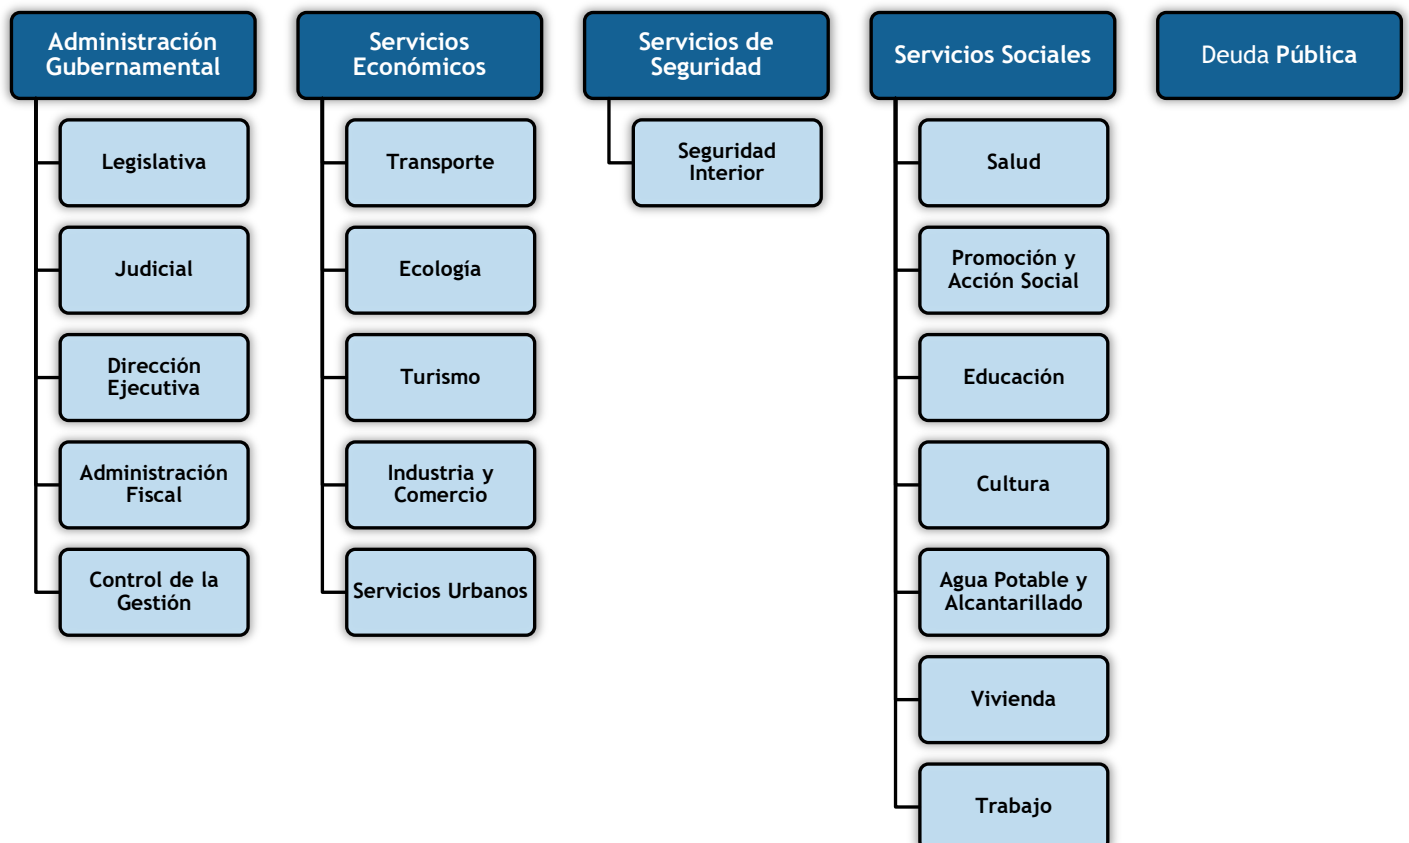 Administración
Gubernamental
Legislativa
Judicial
Dirección
Ejecutiva
Administración
Fiscal
Control de la
Gestión
Servicios
Económicos
Transporte
Ecología
Turismo
Industria y
Comercio
Servicios Urbanos
Servicios de
Seguridad
Seguridad
Interior
Servicios Sociales
Salud
Promoción y
Acción Social
Educación
Cultura
Agua Potable y
Alcantarillado
Vivienda
Trabajo
Deuda Pública